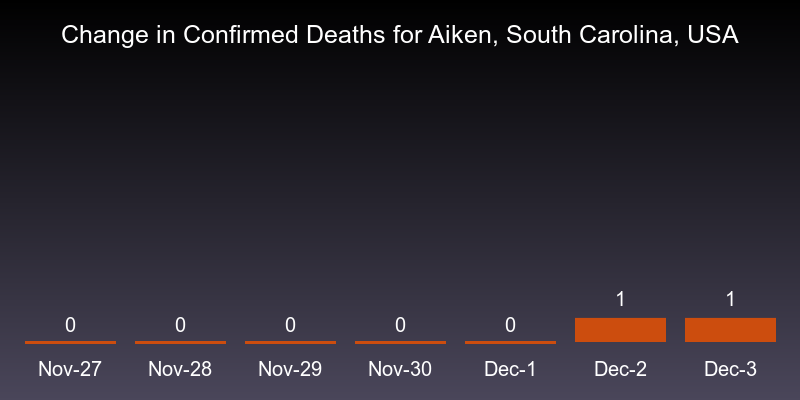 Change in Confirmed Deaths for Aiken, South Carolina, USA
1 1
0 0 0 0 0
Nov-27 Nov-28 Nov-29 Nov-30 Dec-1 Dec-2 Dec-3